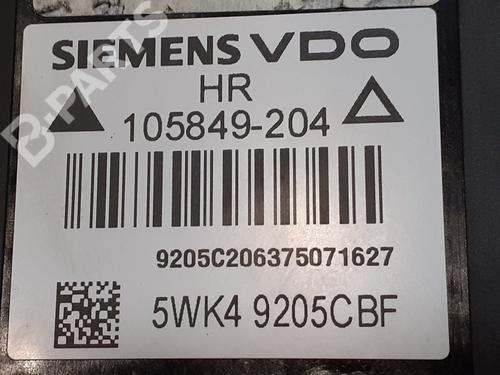 SIEMENS VDO
HR
105849-204
9205C206375071627
5WK4 9205CBF
B-PARTS